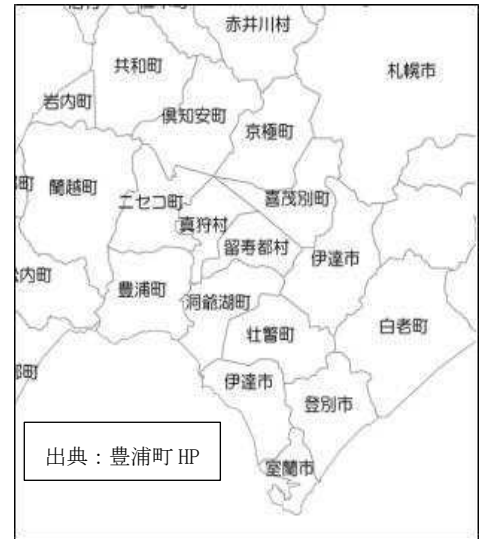 赤井川村
共和町
札幌市
岩内町
倶知安町
京極町
蘭越町
ニセコ町
喜茂別町
真狩村
留寿都村
伊達市
豊浦町
洞爺湖町
壮瞥町
白老町
伊達市
登別市
出典：豊浦町 HP
室蘭市